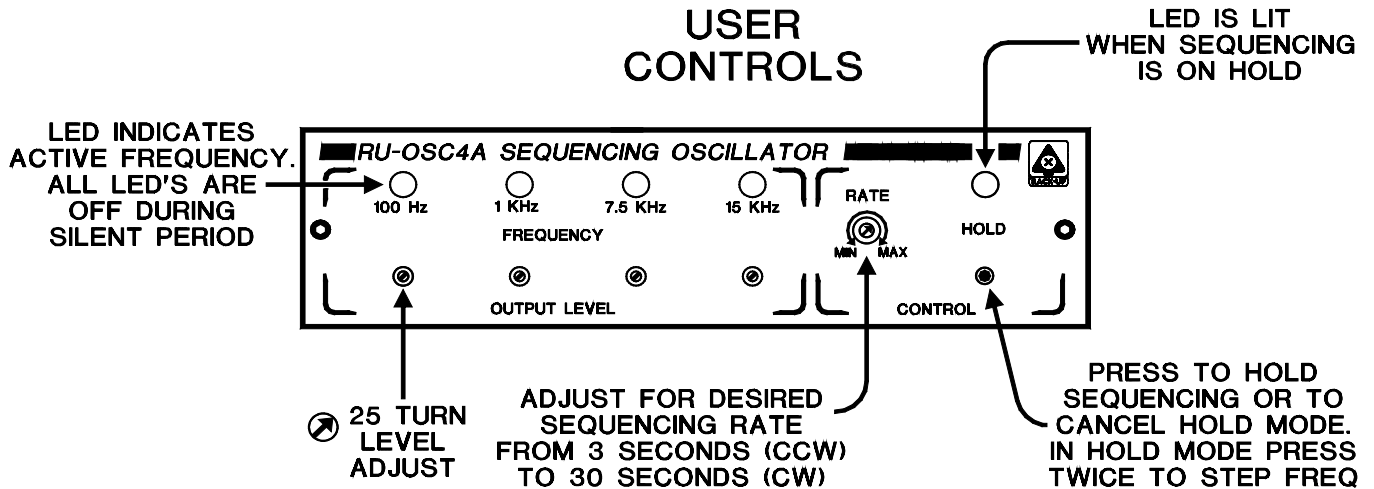 USER
CONTROLS
LED IS LIT
WHEN SEQUENCING
IS ON HOLD
LED INDICATES
ACTIVE FREQUENCY.
ALL LED'S ARE
OFF DURING
SILENT PERIOD
RU-OSC4A SEQUENCING OSCILLATOR
BACK-UP
100 Hz
1 KHz
7.5 KHz
15 KHz
FREQUENCY
RATE
MIN
MAX
HOLD
OUTPUT LEVEL
CONTROL
25 TURN
LEVEL
ADJUST
ADJUST FOR DESIRED
SEQUENCING RATE
FROM 3 SECONDS (CCW)
TO 30 SECONDS (CW)
PRESS TO HOLD
SEQUENCING OR TO
CANCEL HOLD MODE.
IN HOLD MODE PRESS
TWICE TO STEP FREQ